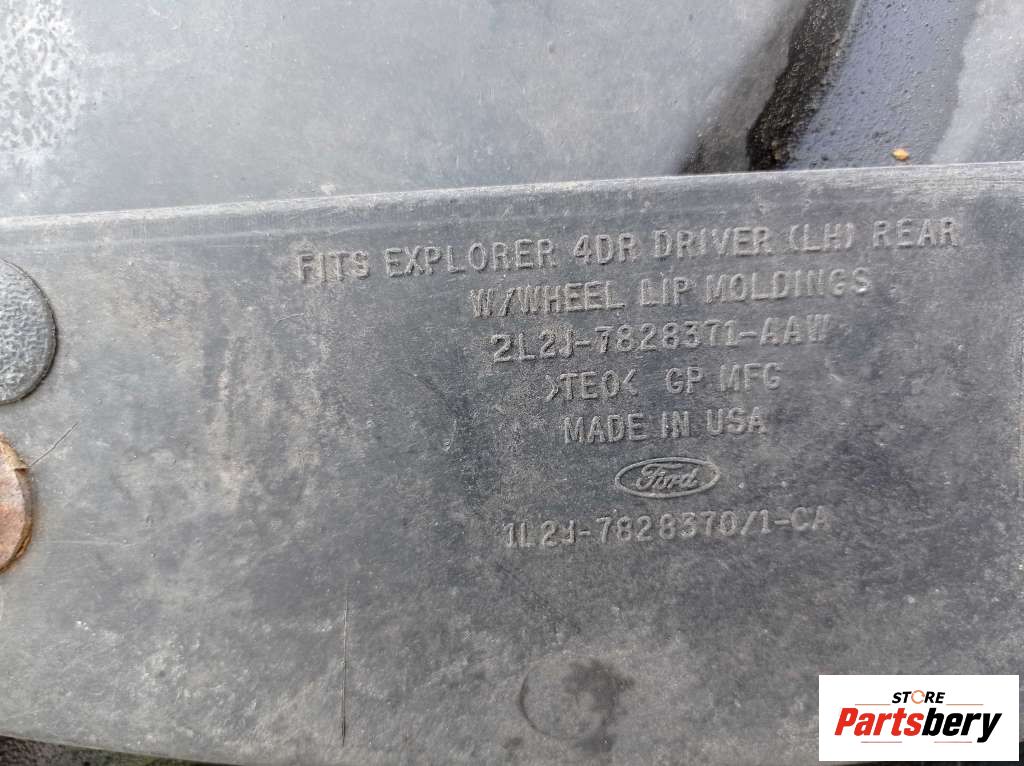 FITS EXPLORER 4DR DRIVER (LH) REAR
W/WHEEL LIP MOLDINGS
2L2J-7828371-AAW
>TEO< GP MFG
MADE IN USA
Ford
1L2J-7828370/1-CA
STORE
Partsbery